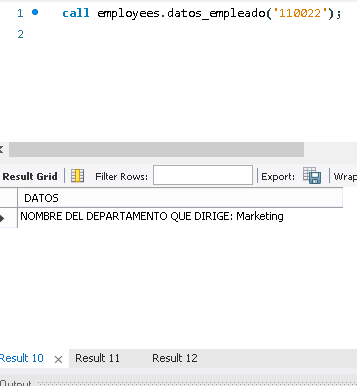 1 call employees.datos_empleado('110022');
2
Result Grid Filter Rows: Export: Wrap
DATOS
NOMBRE DEL DEPARTAMENTO QUE DIRIGE: Marketing
Result 10 × Result 11 Result 12
Output